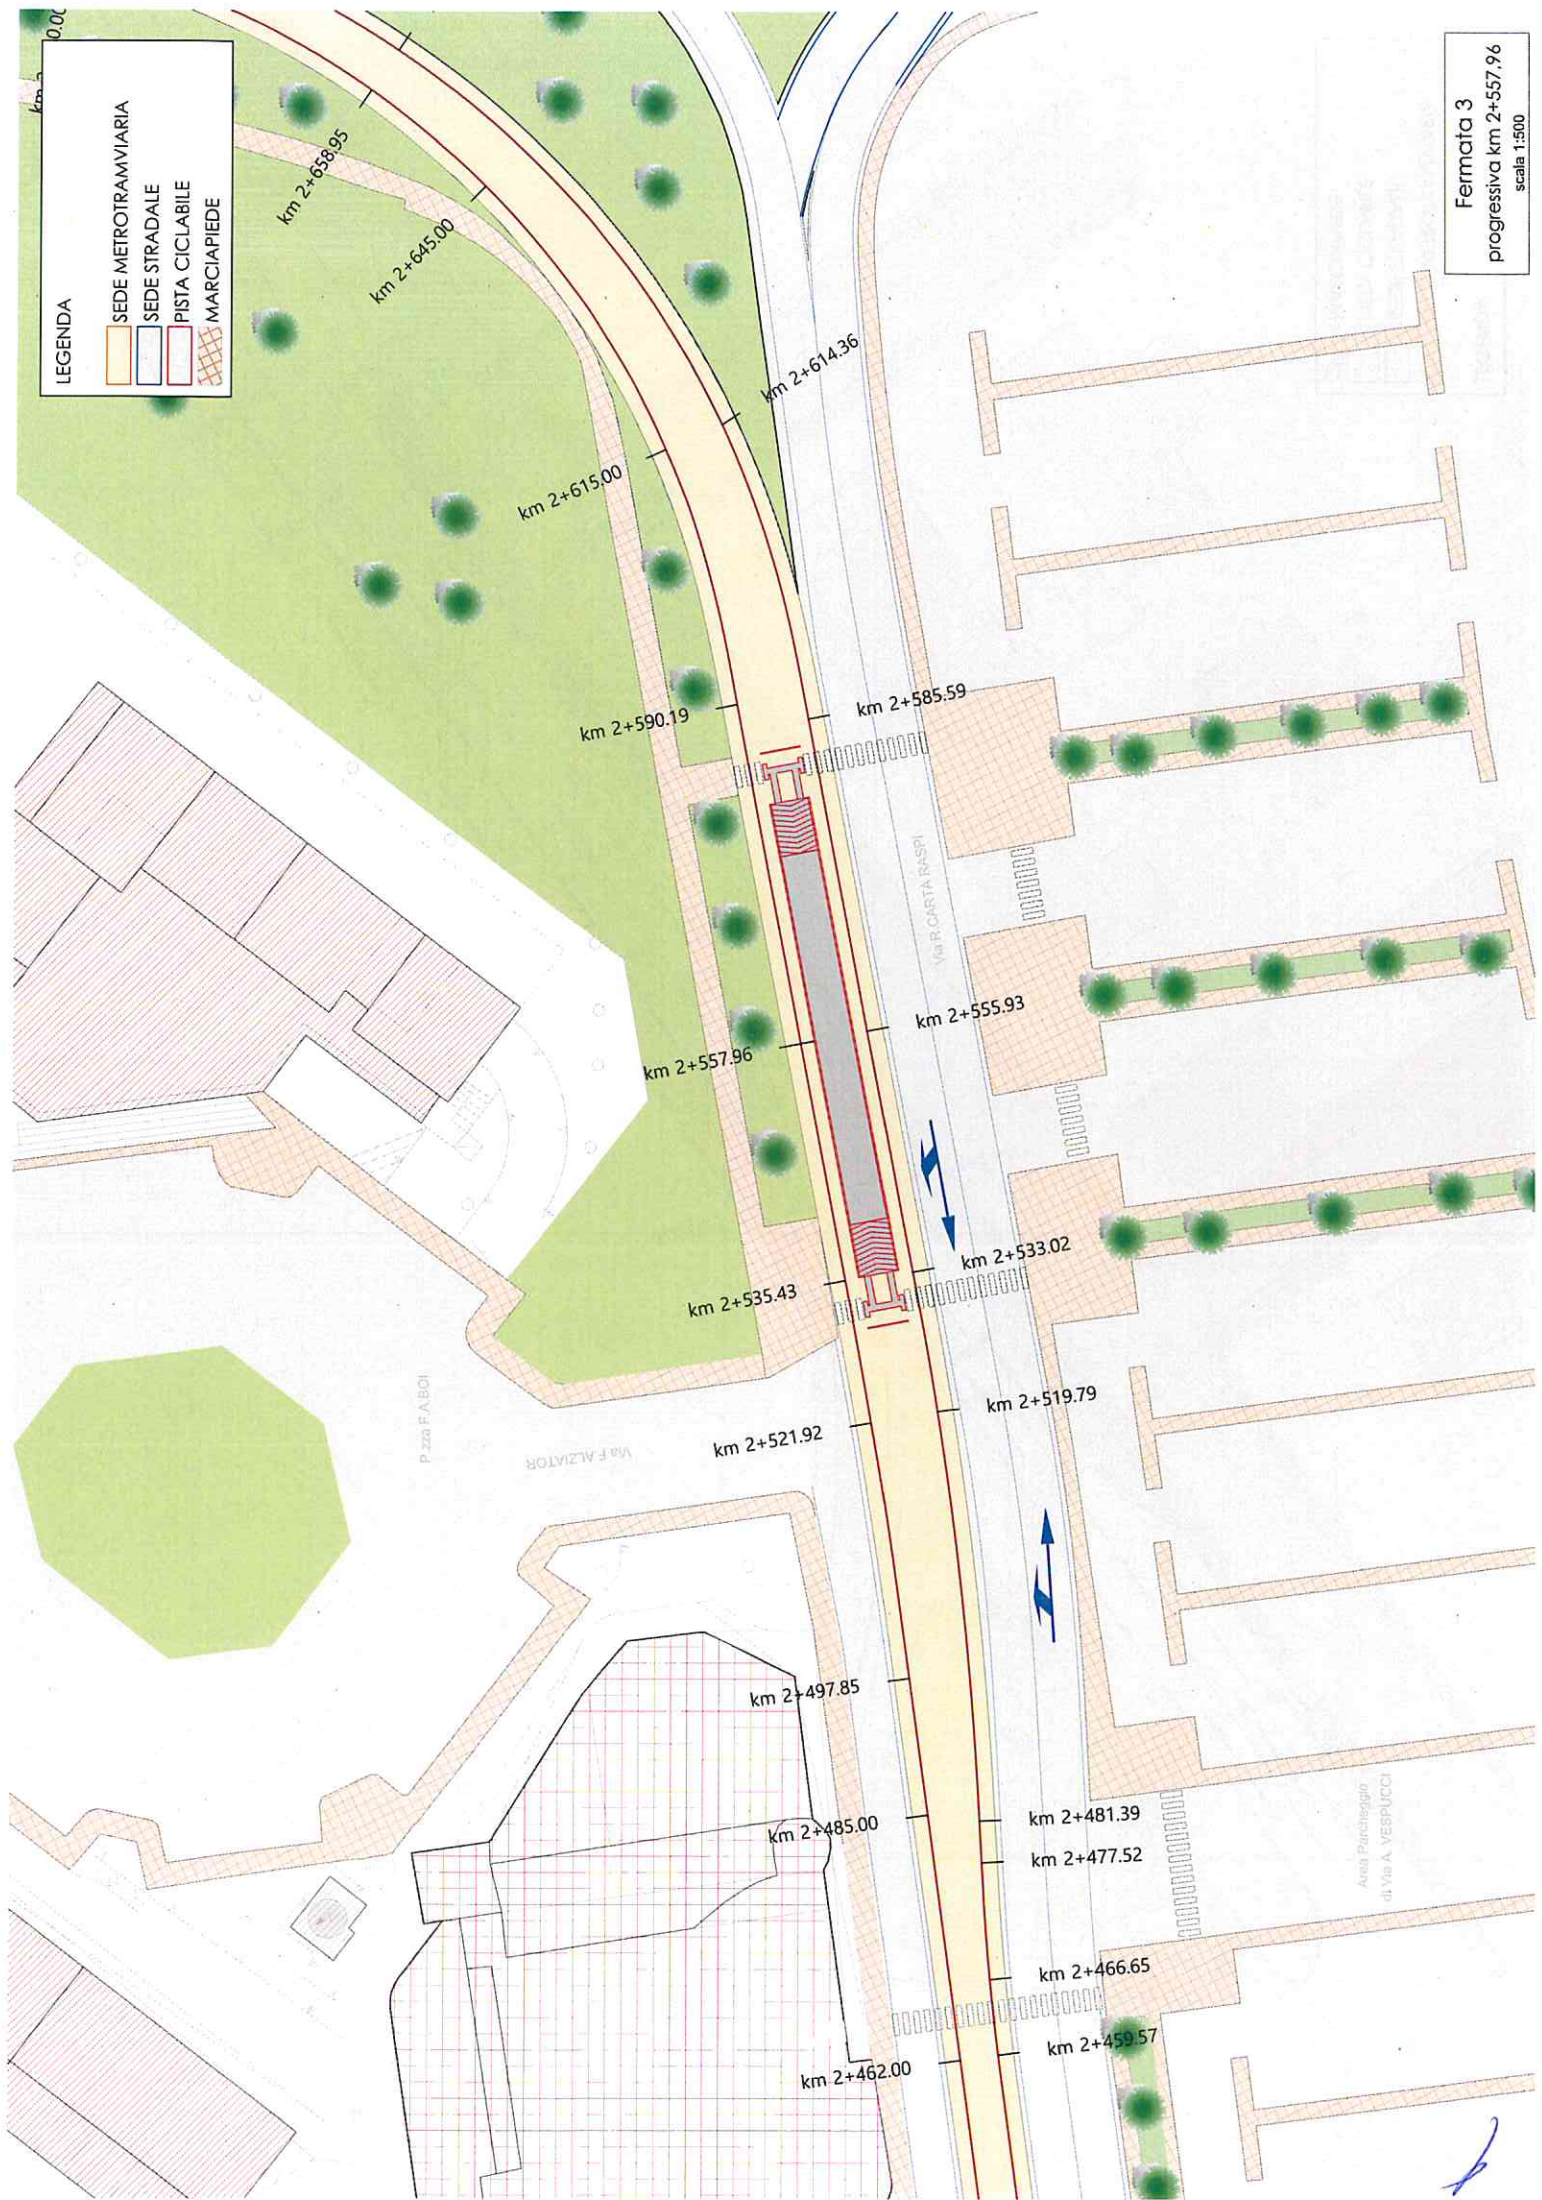 LEGENDA
SEDE METROTRAMVIARIA
SEDE STRADALE
PISTA CICLABILE
MARCIAPIEDE
Fermata 3
progressiva km 2+557,96
scala 1:500
km 2+658.95
km 2+645.00
km 2+614.36
km 2+615.00
km 2+590.19
km 2+585.59
Via R.CARTA RASPI
km 2+555.93
km 2+557.96
km 2+533.02
km 2+535.43
P.zza F.A.BOI
Via F.ALZIATOR
km 2+519.79
km 2+521.92
km 2+497.85
km 2+485.00
km 2+481.39
km 2+477.52
Area Parcheggio
di Via A. VESPUCCI
km 2+466.65
km 2+459.57
km 2+462.00